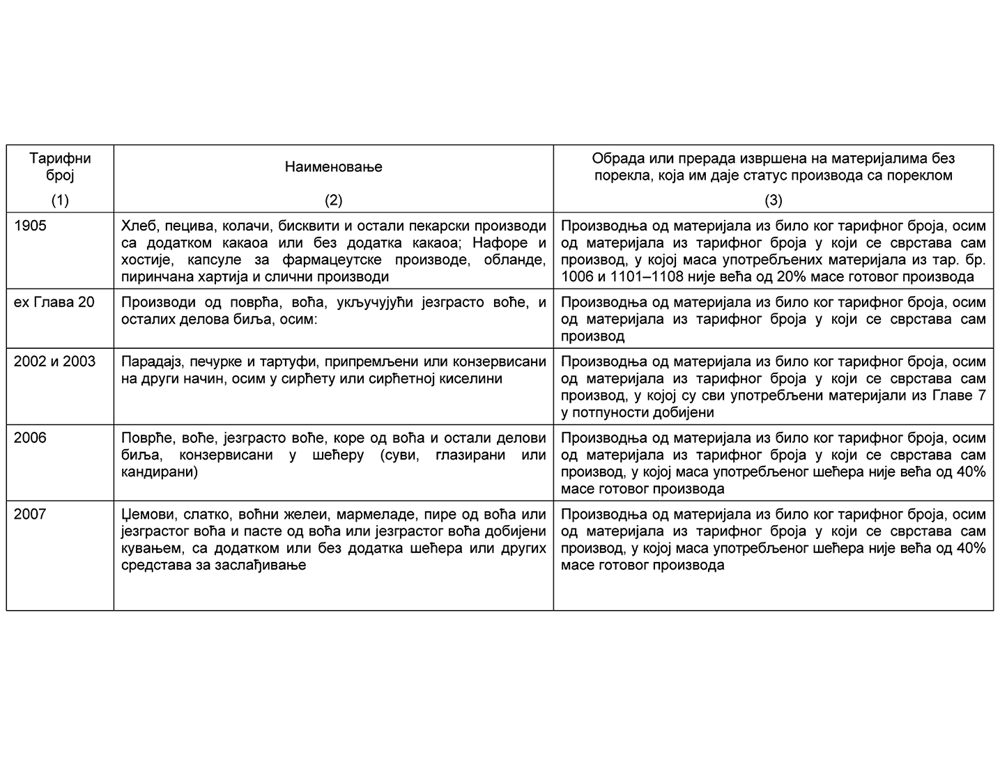 Тарифни
број
(1)
Наименовање
(2)
Обрада или прерада извршена на материјалима без
порекла, која им даје статус производа са пореклом
(3)
1905
Хлеб, пецива, колачи, бисквити и остали пекарски производи
са додатком какаоа или без додатка какаоа; Нафоре и
хостије, капсуле за фармацеутске производе, обланде,
пиринчана хартија и слични производи
Производња од материјала из било ког тарифног броја, осим
од материјала из тарифног броја у који се сврстава сам
производ, у којој маса употребљених материјала из тар. бр.
1006 и 1101–1108 није већа од 20% масе готовог производа
ex Глава 20
Производи од поврћа, воћа, укључујући језграсто воће, и
осталих делова биља, осим:
Производња од материјала из било ког тарифног броја, осим
од материјала из тарифног броја у који се сврстава сам
производ
2002 и 2003
Парадајз, печурке и тартуфи, припремљени или конзервисани
на други начин, осим у сирћету или сирћетној киселини
Производња од материјала из било ког тарифног броја, осим
од материјала из тарифног броја у који се сврстава сам
производ, у којој су сви употребљени материјали из Главе 7
у потпуности добијени
2006
Поврће, воће, језграсто воће, коре од воћа и остали делови
биља, конзервисани у шећеру (суви, глазирани или
кандирани)
Производња од материјала из било ког тарифног броја, осим
од материјала из тарифног броја у који се сврстава сам
производ, у којој маса употребљеног шећера није већа од 40%
масе готовог производа
2007
Џемови, слатко, воћни желеи, мармеладе, пире од воћа или
језграстог воћа и пасте од воћа или језграстог воћа добијени
кувањем, са додатком или без додатка шећера или других
средстава за заслађивање
Производња од материјала из било ког тарифног броја, осим
од материјала из тарифног броја у који се сврстава сам
производ, у којој маса употребљеног шећера није већа од 40%
масе готовог производа